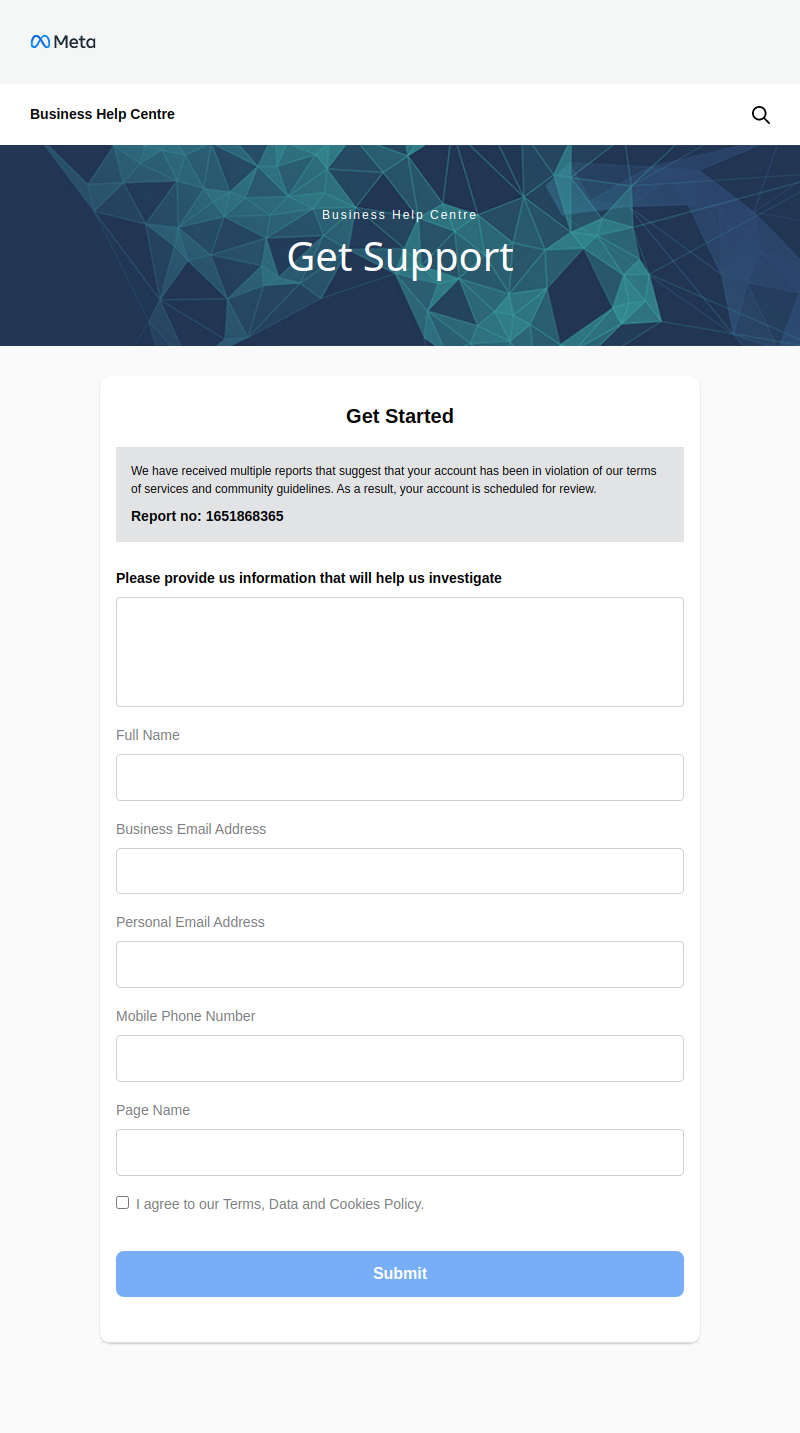 Meta
Business Help Centre
Business Help Centre
Get Support
Get Started
We have received multiple reports that suggest that your account has been in violation of our terms
of services and community guidelines. As a result, your account is scheduled for review.
Report no: 1651868365
Please provide us information that will help us investigate
Full Name
Business Email Address
Personal Email Address
Mobile Phone Number
Page Name
I agree to our Terms, Data and Cookies Policy.
Submit